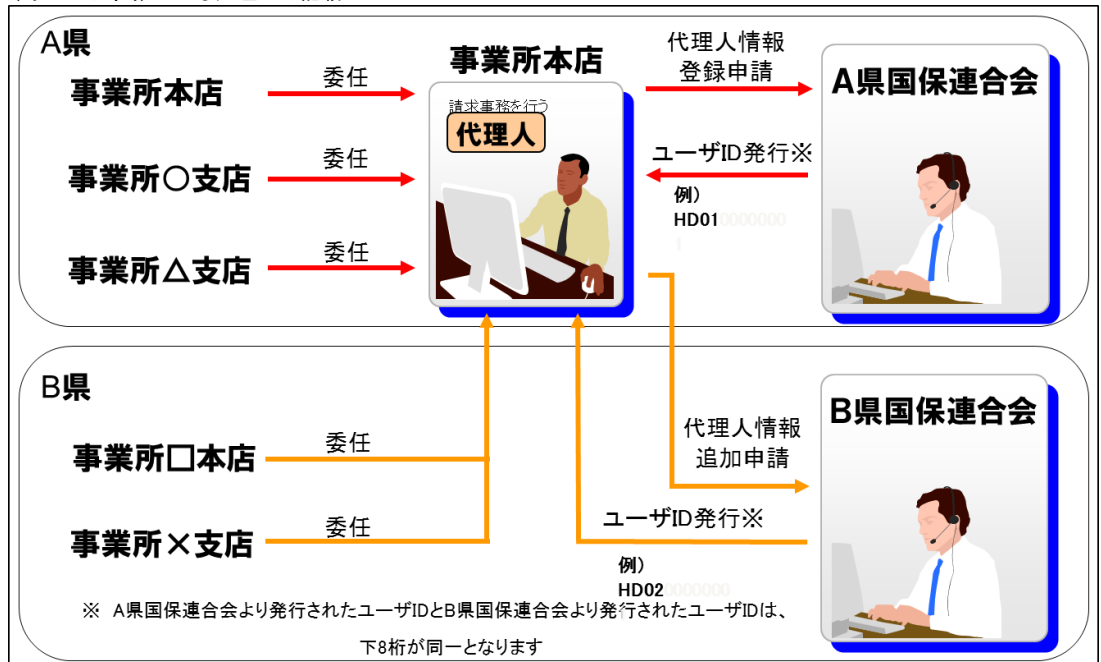 A県
事業所本店
委任
事業所〇支店
委任
事業所△支店
委任
事業所本店
請求事務を行う
代理人
代理人情報
登録申請
A県国保連合会
ユーザID発行※
例）
HD010000000
1
B県
事業所□本店
委任
事業所×支店
委任
代理人情報
追加申請
B県国保連合会
ユーザID発行※
例）
HD020000000
※ A県国保連合会より発行されたユーザIDとB県国保連合会より発行されたユーザIDは、
下8桁が同一となります